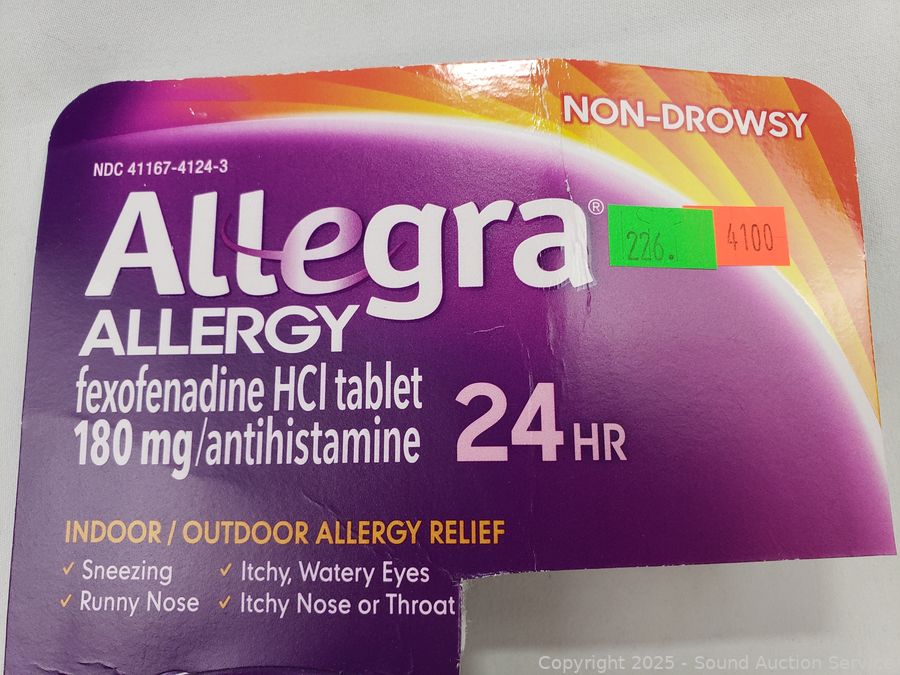 NON-DROWSY
NDC 41167-4124-3
Allegra®
226.
4100
ALLERGY
fexofenadine HCl tablet
180 mg/antihistamine
24 HR
INDOOR / OUTDOOR ALLERGY RELIEF
✓ Sneezing ✓ Itchy, Watery Eyes
✓ Runny Nose ✓ Itchy Nose or Throat
Copyright 2025 - Sound Auction Service